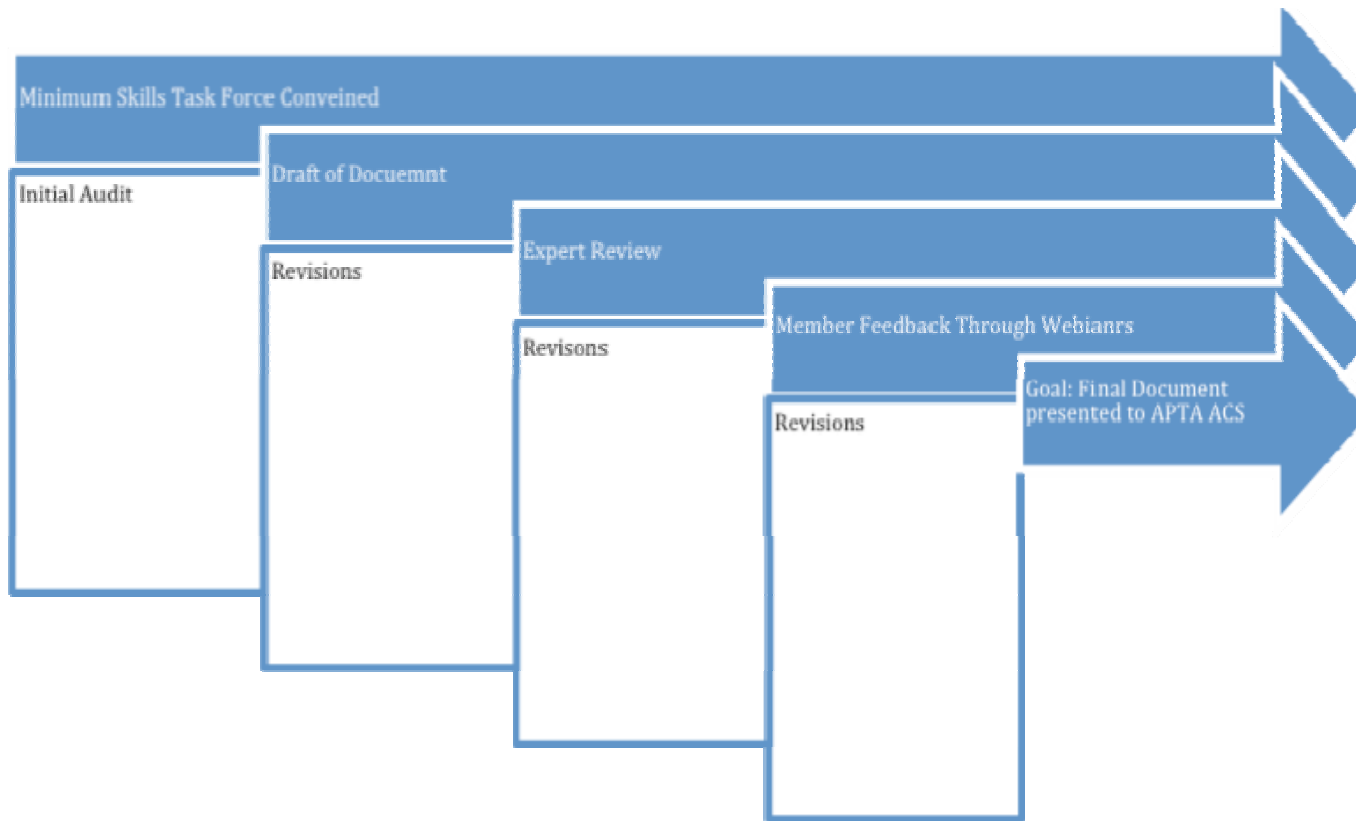 Minimum Skills Task Force Conveined
Initial Audit
Draft of Docuemnt
Revisions
Expert Review
Revisons
Member Feedback Through Webianrs
Revisions
Goal: Final Document
presented to APTA ACS